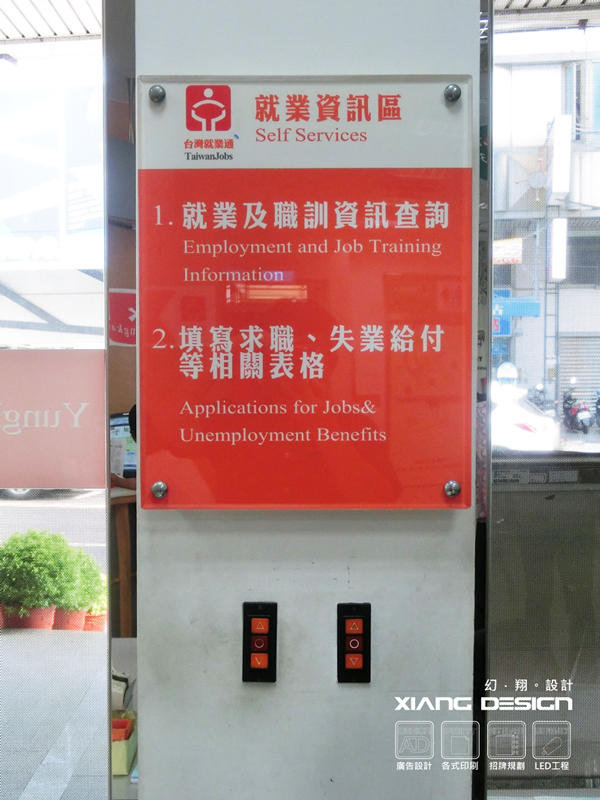 台灣就業通
TaiwanJobs
就業資訊區
Self Services
1. 就業及職訓資訊查詢
Employment and Job Training
Information
2. 填寫求職、失業給付
等相關表格
Applications for Jobs&
Unemployment Benefits
Yung
幻.翔。設計
XIANG DESIGN
AD
廣告設計 各式印刷 招牌規劃 LED工程